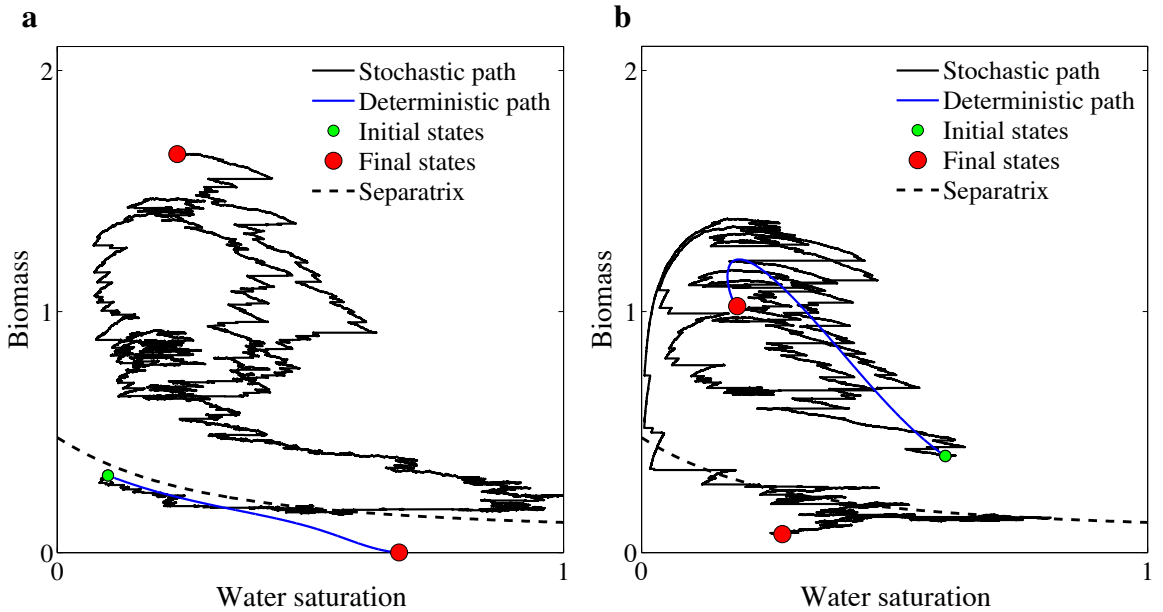 a
2
1
0
0
1
Biomass
Water saturation
Stochastic path
Deterministic path
Initial states
Final states
Separatrix
b
2
1
0
0
1
Biomass
Water saturation
Stochastic path
Deterministic path
Initial states
Final states
Separatrix